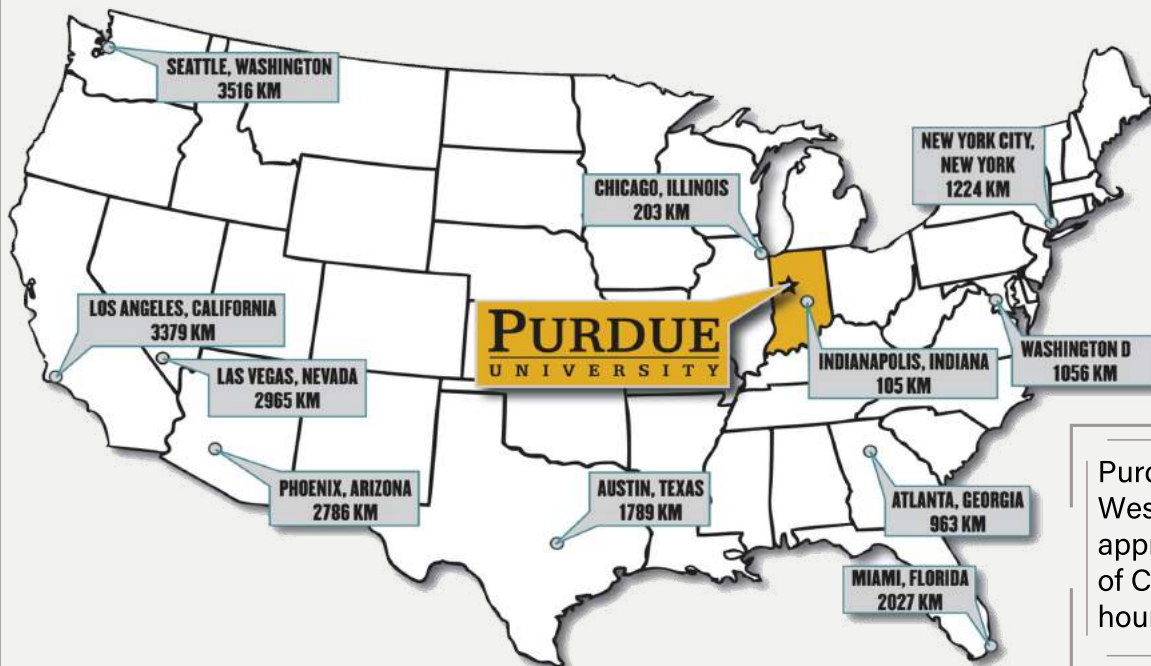 SEATTLE, WASHINGTON
3516 KM
NEW YORK CITY,
NEW YORK
1224 KM
CHICAGO, ILLINOIS
203 KM
LOS ANGELES, CALIFORNIA
3379 KM
PURDUE
UNIVERSITY
INDIANAPOLIS, INDIANA
105 KM
WASHINGTON D
1056 KM
LAS VEGAS, NEVADA
2965 KM
PHOENIX, ARIZONA
2786 KM
AUSTIN, TEXAS
1789 KM
ATLANTA, GEORGIA
963 KM
MIAMI, FLORIDA
2027 KM
Purd
Wes
appr
of C
hour